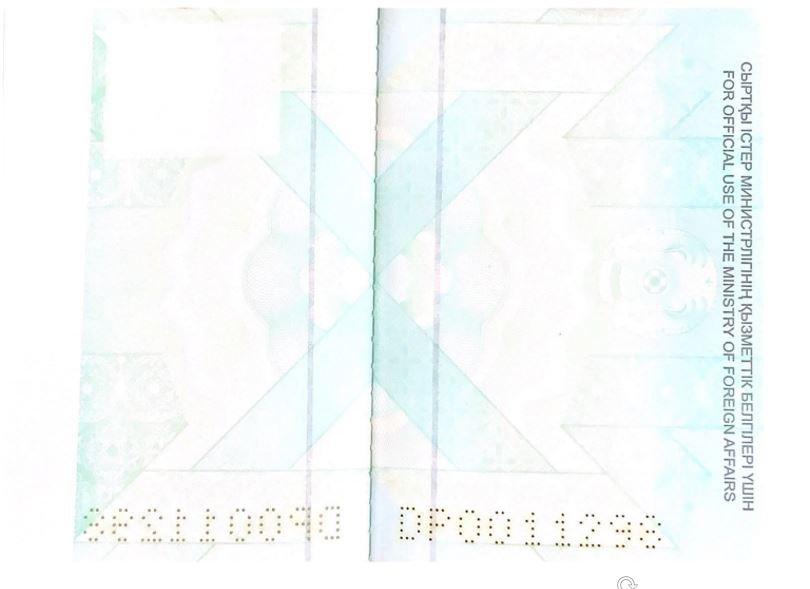 СЫРТҚЫ ІСТЕР МИНИСТРЛІГІНІҢ ҚЫЗМЕТТІК БЕЛГІЛЕРІ ҮШІН
FOR OFFICIAL USE OF THE MINISTRY OF FOREIGN AFFAIRS